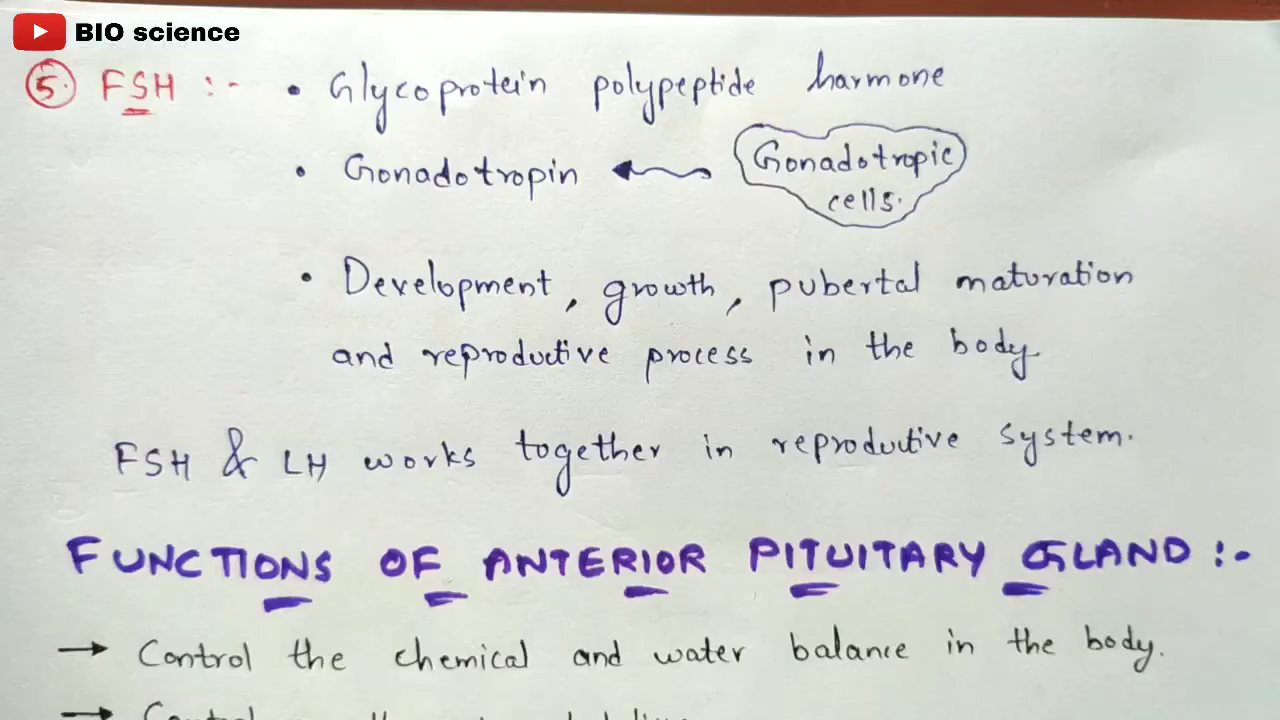 BIO science
5. FSH :- • Glycoprotein polypeptide harmone
• Gonadotropin Gonadotropic
cells.
• Development, growth, pubertal maturation
and reproductive process in the body
FSH & LH works together in reproductive system.
FUNCTIONS OF ANTERIOR PITUITARY GLAND :-
→ Control the chemical and water balance in the body.
→